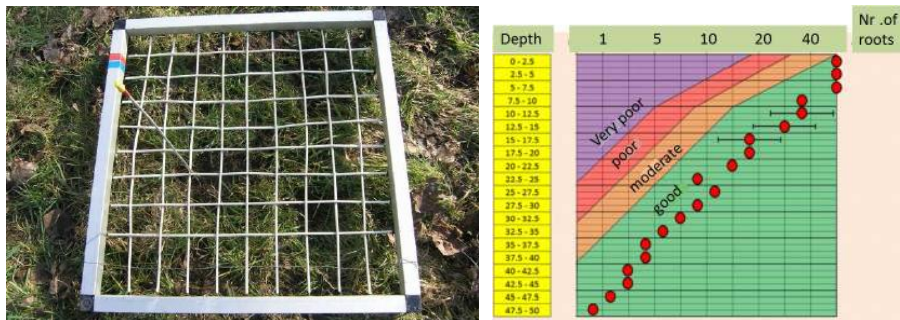 Depth
1 5 10 20 40
Nr .of
roots
0 - 2.5
2.5 - 5
5 - 7.5
7.5 - 10
10 - 12.5
12.5 - 15
15 - 17.5
17.5 - 20
20 - 22.5
22.5 - 25
25 - 27.5
27.5 - 30
30 - 32.5
32.5 - 35
35 - 37.5
37.5 - 40
40 - 42.5
42.5 - 45
45 - 47.5
47.5 - 50
Very poor
poor
moderate
good